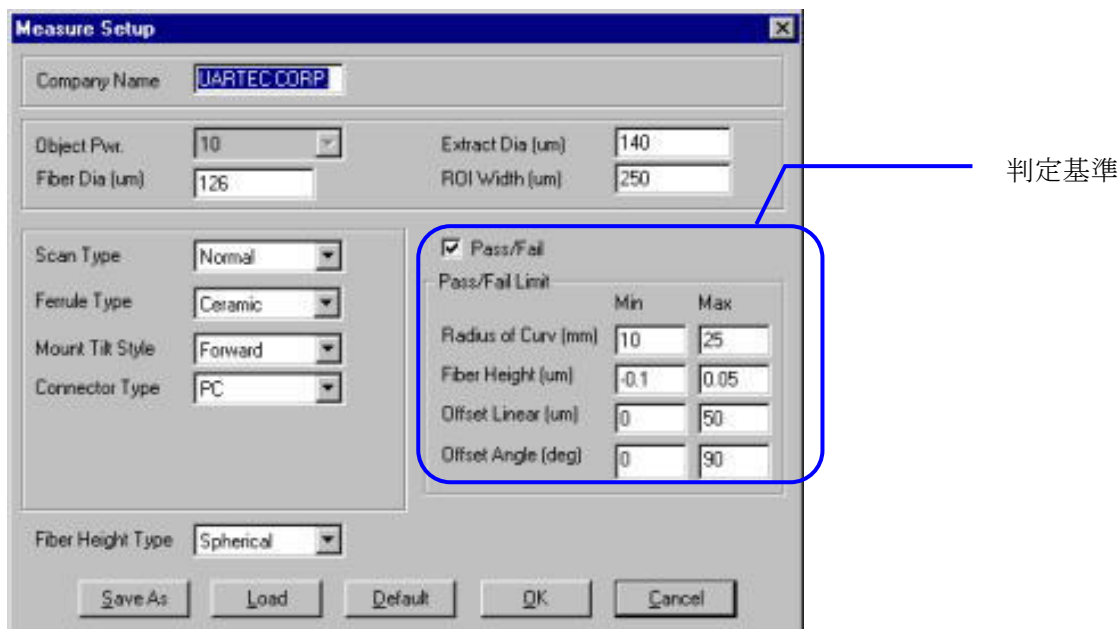 Measure Setup
Company Name UARTEC CORP.
Object Pwr. 10 Extract Dia (um) 140
Fiber Dia (um) 126 ROI Width (um) 250
判定基準
Scan Type Normal
Ferrule Type Ceramic
Mount Tilt Style Forward
Connector Type PC
Pass/Fail
Pass/Fail Limit
Min Max
Radius of Curv (mm) 10 25
Fiber Height (um) -0.1 0.05
Offset Linear (um) 0 50
Offset Angle (deg) 0 90
Fiber Height Type Spherical
Save As Load Default OK Cancel